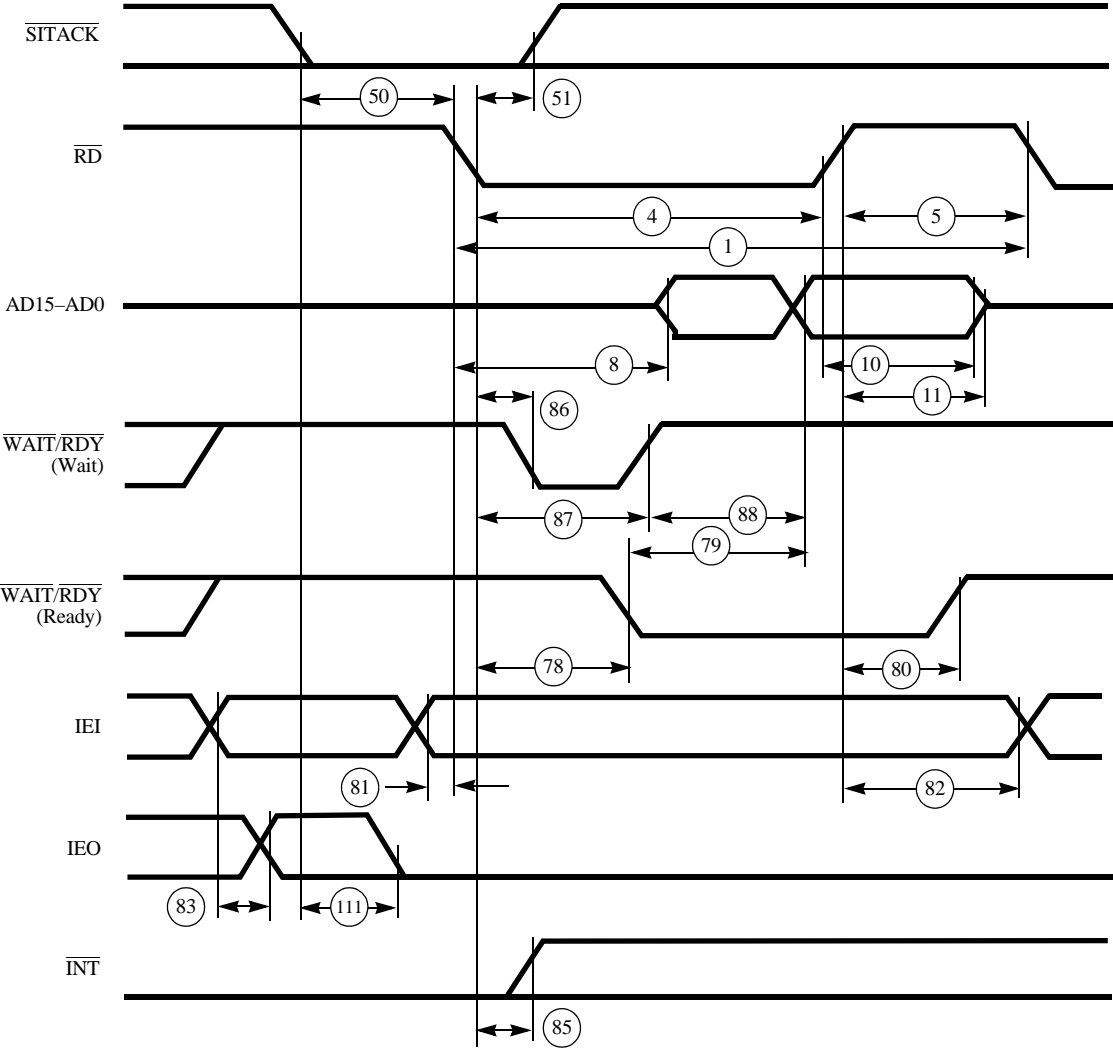 SITACK
50
51
RD
4
5
1
AD15–AD0
8
10
11
86
WAIT/RDY
(Wait)
87
88
79
WAIT/RDY
(Ready)
78
80
IEI
81
82
IEO
83
111
INT
85